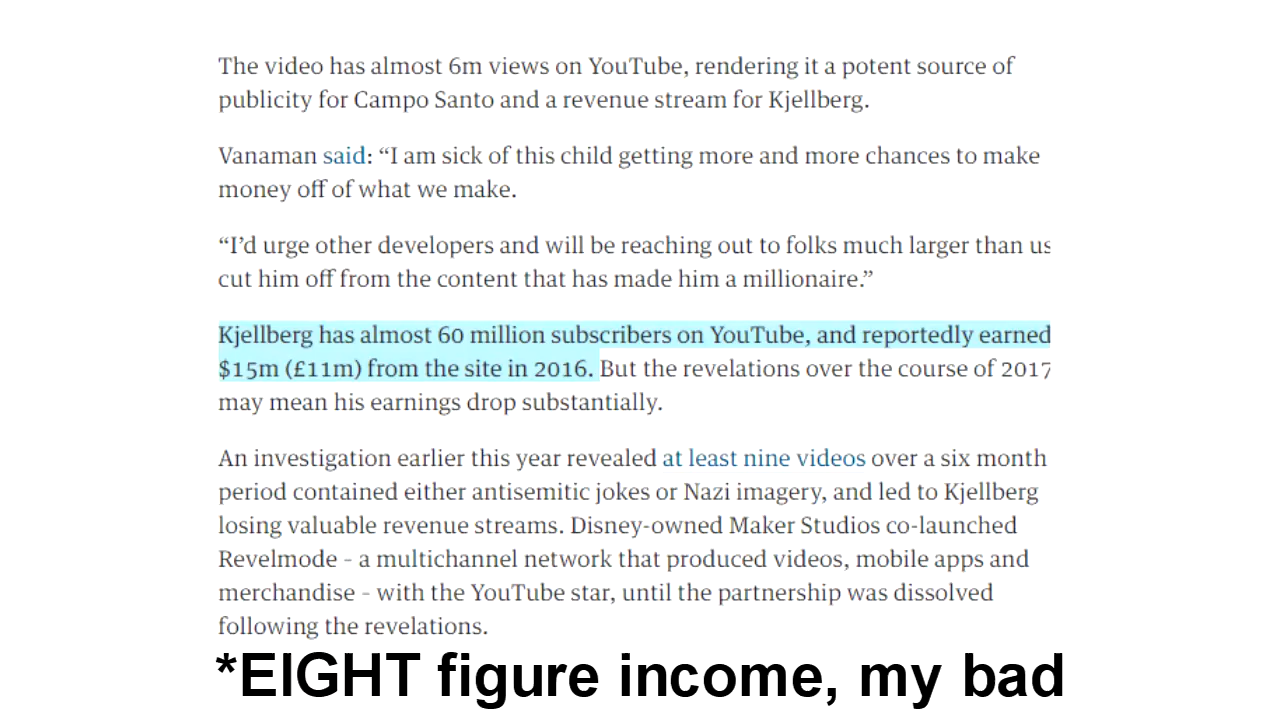 The video has almost 6m views on YouTube, rendering it a potent source of
publicity for Campo Santo and a revenue stream for Kjellberg.
Vanaman said: “I am sick of this child getting more and more chances to make
money off of what we make.
“I’d urge other developers and will be reaching out to folks much larger than us
cut him off from the content that has made him a millionaire.”
Kjellberg has almost 60 million subscribers on YouTube, and reportedly earned
$15m (£11m) from the site in 2016. But the revelations over the course of 2017
may mean his earnings drop substantially.
An investigation earlier this year revealed at least nine videos over a six month
period contained either antisemitic jokes or Nazi imagery, and led to Kjellberg
losing valuable revenue streams. Disney-owned Maker Studios co-launched
Revelmode - a multichannel network that produced videos, mobile apps and
merchandise - with the YouTube star, until the partnership was dissolved
following the revelations.
*EIGHT figure income, my bad